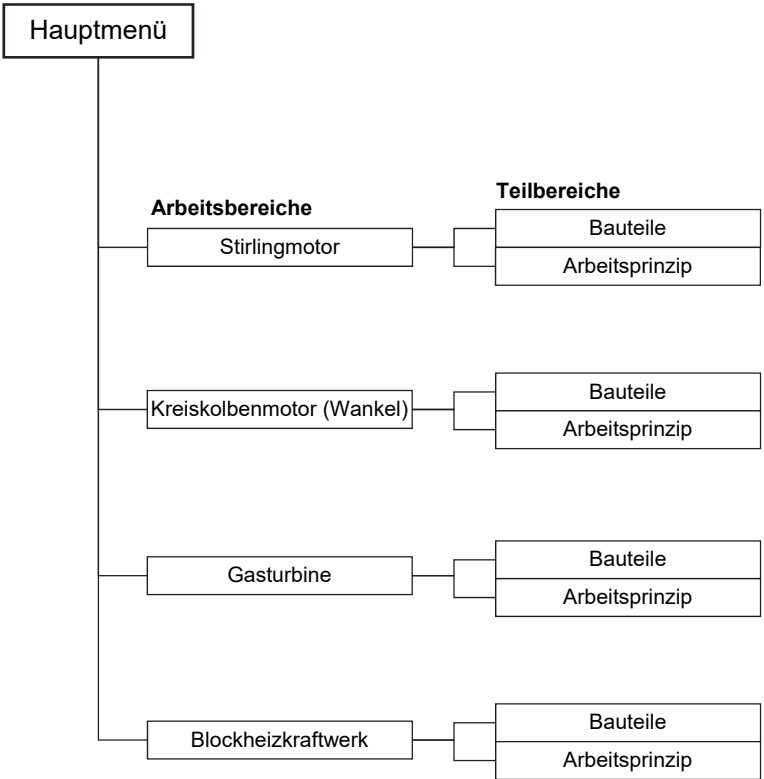 Hauptmenü
Arbeitsbereiche
Teilbereiche
Stirlingmotor
Bauteile
Arbeitsprinzip
Kreiskolbenmotor (Wankel)
Bauteile
Arbeitsprinzip
Gasturbine
Bauteile
Arbeitsprinzip
Blockheizkraftwerk
Bauteile
Arbeitsprinzip